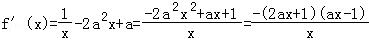 f′(x)=1/x-2a²x+a=(-2a²x²+ax+1)/x=(-(2ax+1)(ax-1))/x